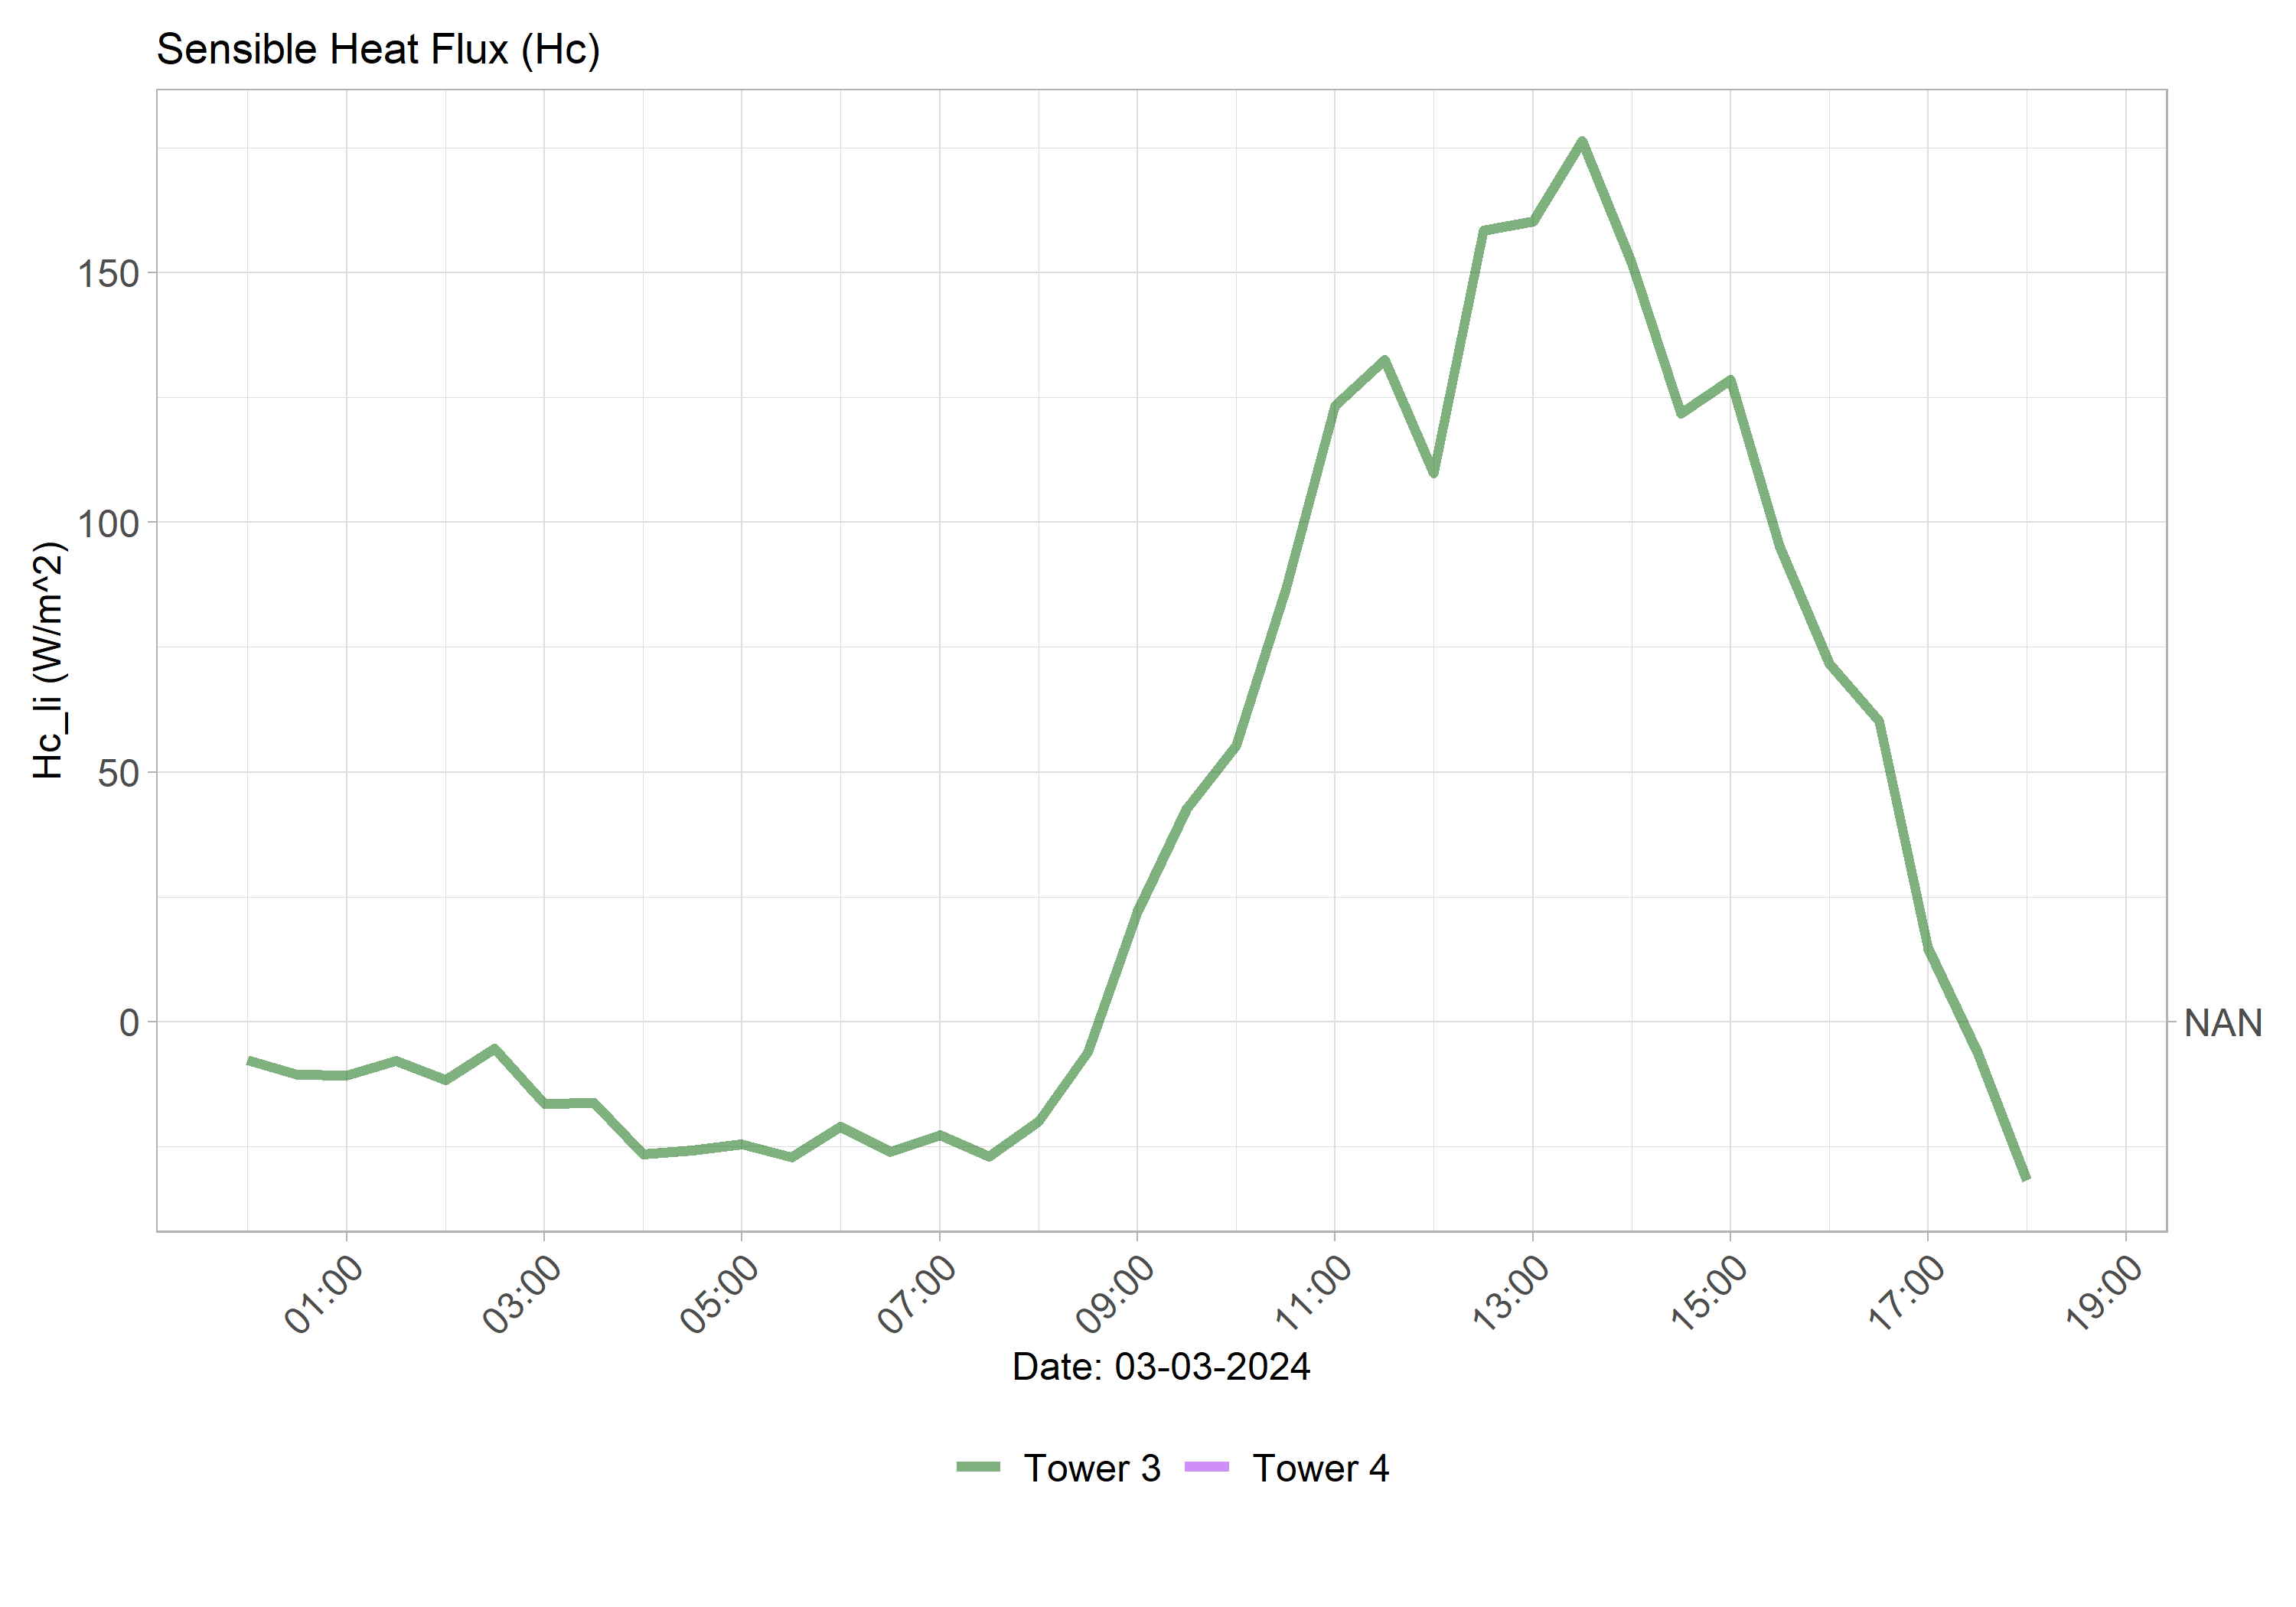 Sensible Heat Flux (Hc)
Hc_li (W/m^2)
150
100
50
0
NAN
01:00
03:00
05:00
07:00
09:00
11:00
13:00
15:00
17:00
19:00
Date: 03-03-2024
Tower 3
Tower 4